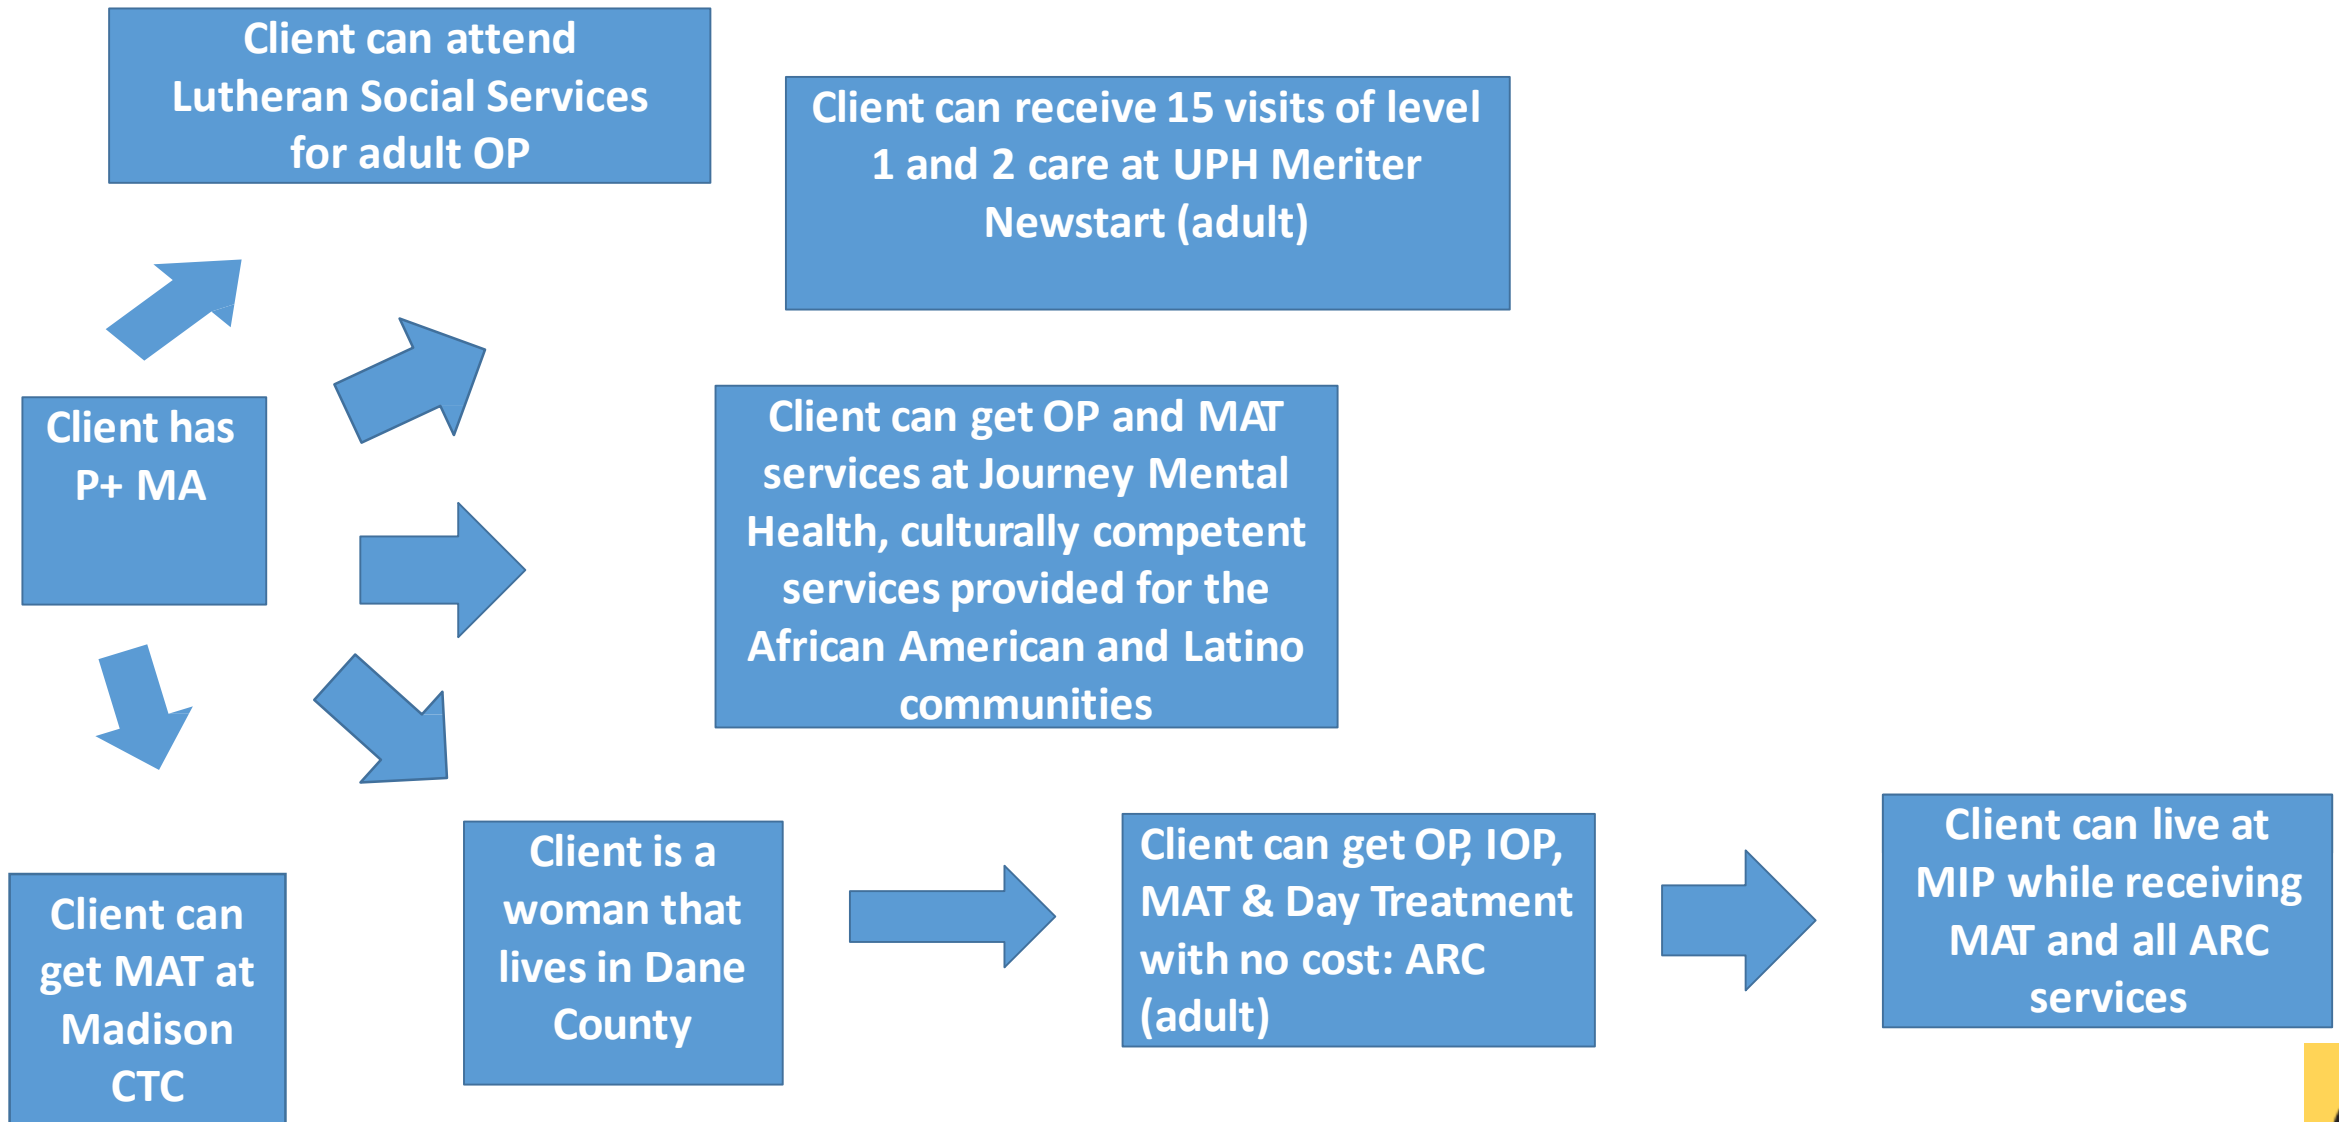 Client can attend
Lutheran Social Services
for adult OP
Client can receive 15 visits of level
1 and 2 care at UPH Meriter
Newstart (adult)
Client has
P+ MA
Client can get OP and MAT
services at Journey Mental
Health, culturally competent
services provided for the
African American and Latino
communities
Client can
get MAT at
Madison
CTC
Client is a
woman that
lives in Dane
County
Client can get OP, IOP,
MAT & Day Treatment
with no cost: ARC
(adult)
Client can live at
MIP while receiving
MAT and all ARC
services